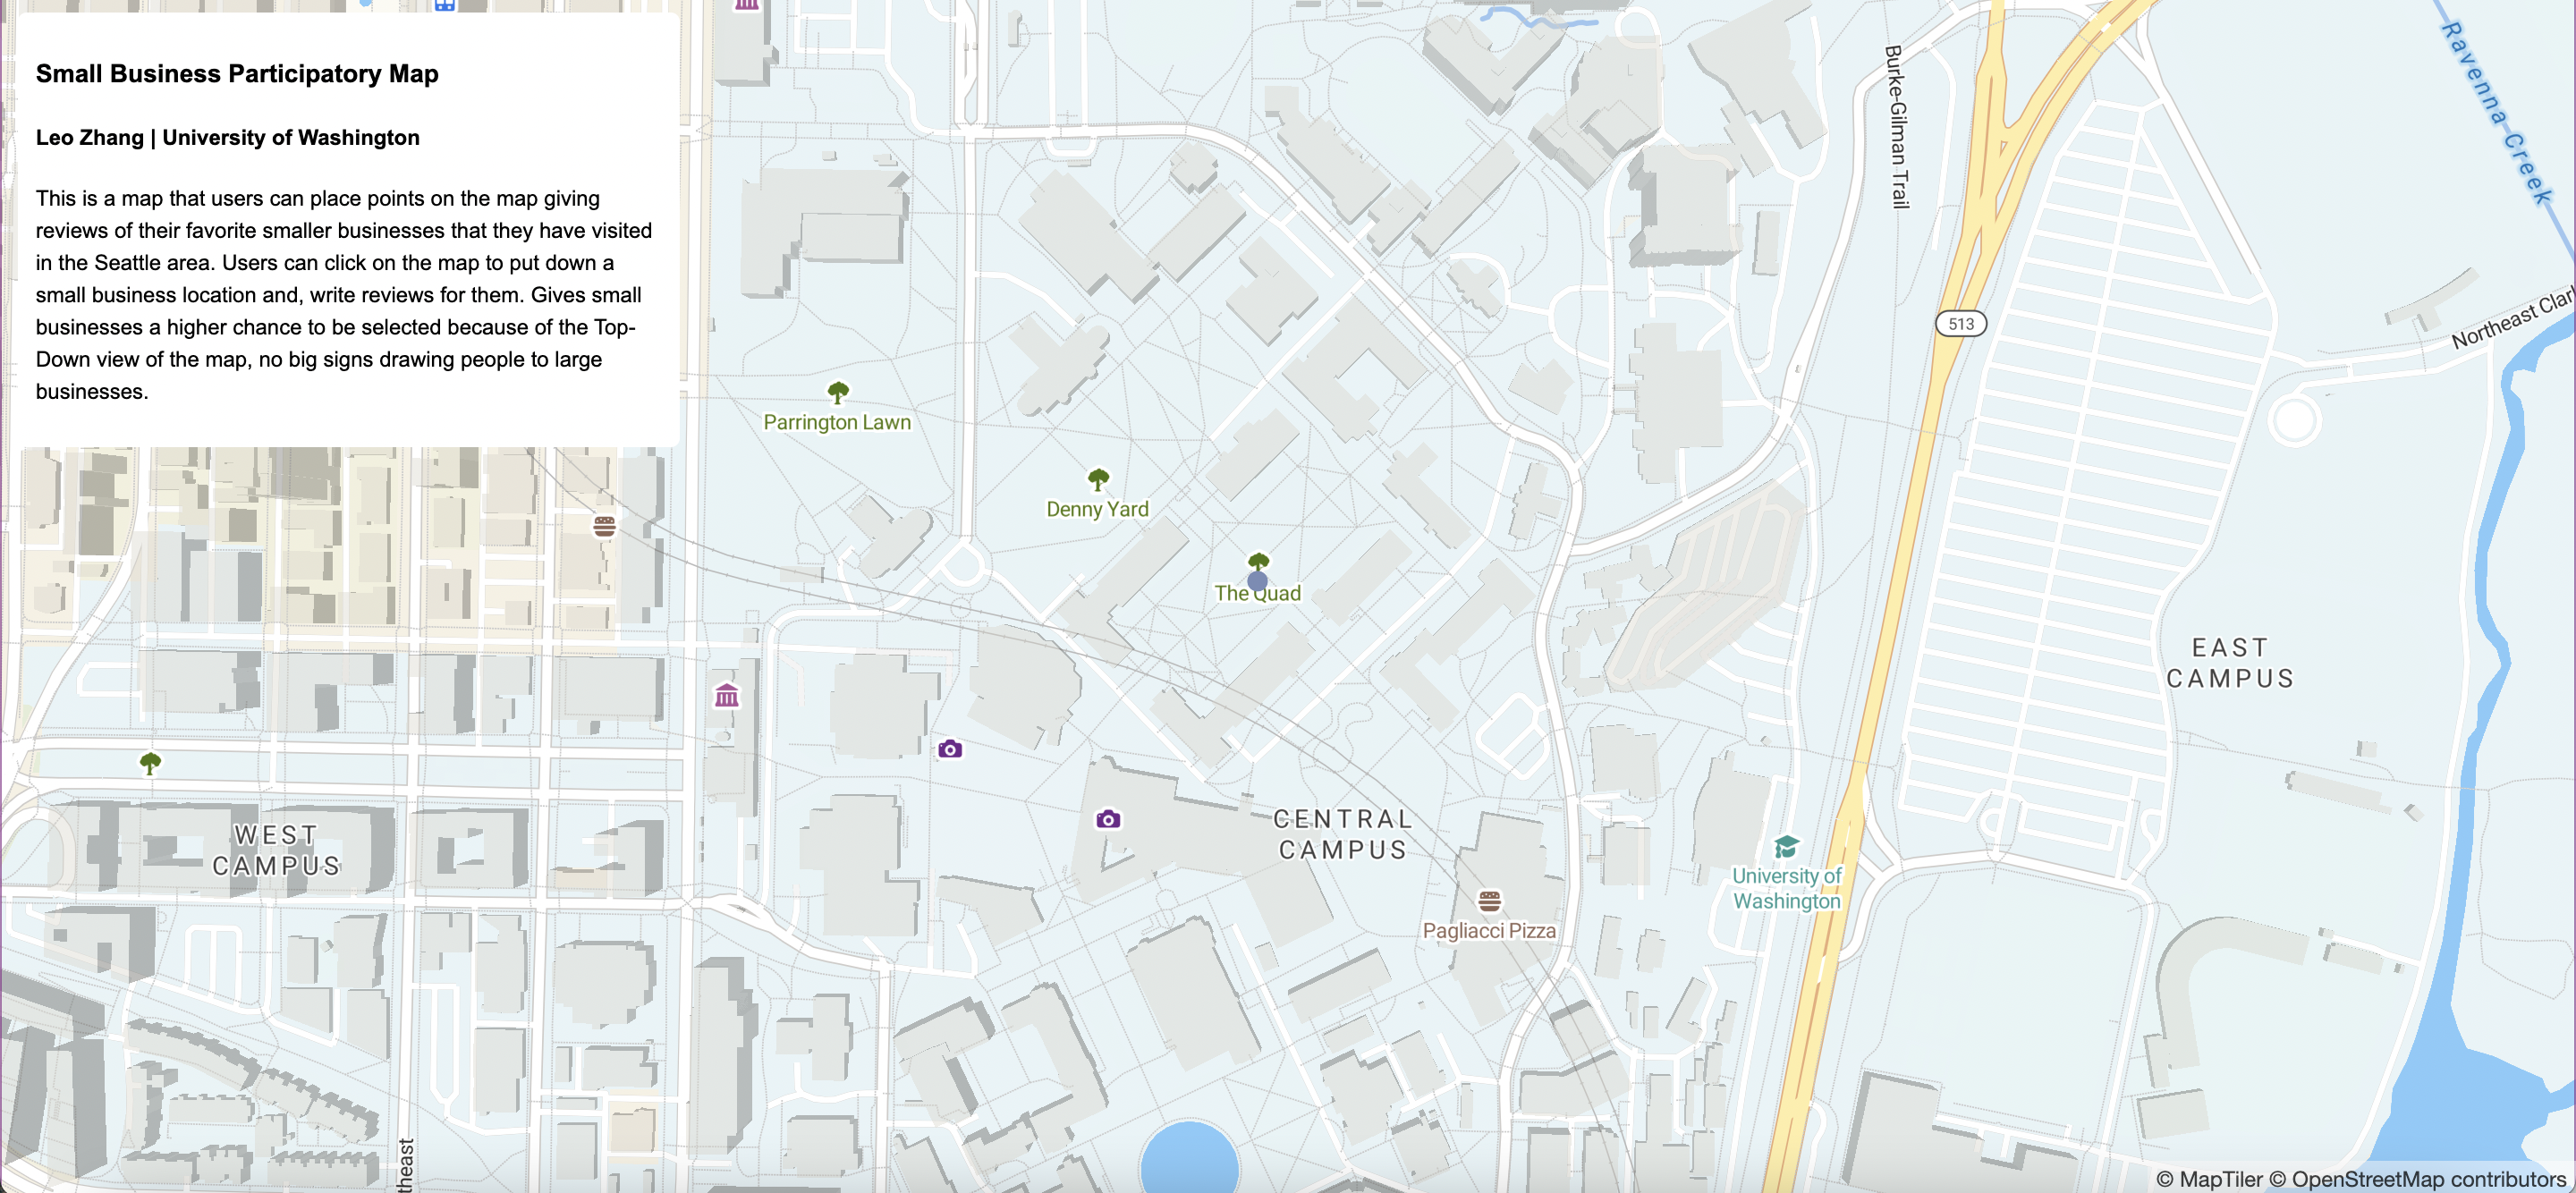 Small Business Participatory Map
Leo Zhang | University of Washington
This is a map that users can place points on the map giving
reviews of their favorite smaller businesses that they have visited
in the Seattle area. Users can click on the map to put down a
small business location and, write reviews for them. Gives small
businesses a higher chance to be selected because of the Top-
Down view of the map, no big signs drawing people to large
businesses.
Burke-Gilman Trail
Ravenna Creek
513
Northeast Clar
Parrington Lawn
Denny Yard
The Quad
EAST
CAMPUS
WEST
CAMPUS
CENTRAL
CAMPUS
University of
Washington
Pagliacci Pizza
theast
© MapTiler © OpenStreetMap contributors